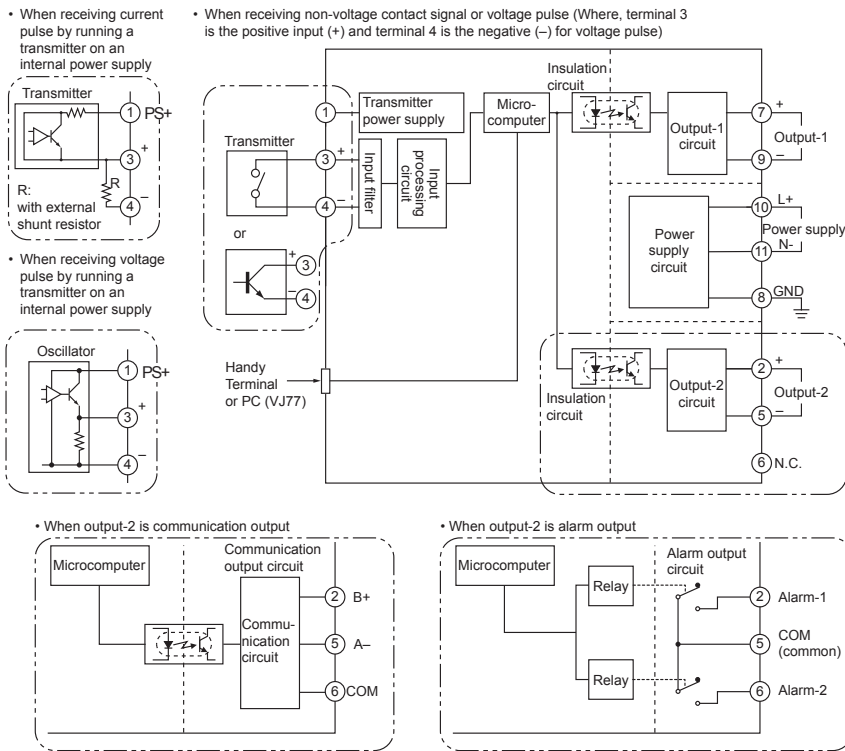 • When receiving current
pulse by running a
transmitter on an
internal power supply
Transmitter
1
PS+
+
3
R
4
–
R:
with external
shunt resistor
• When receiving voltage
pulse by running a
transmitter on an
internal power supply
Oscillator
1
PS+
+
3
4
–
• When receiving non-voltage contact signal or voltage pulse (Where, terminal 3
is the positive input (+) and terminal 4 is the negative (–) for voltage pulse)
Transmitter
1
3
+
4
–
or
+
3
–
4
Transmitter
power supply
Input filter
Input
processing
circuit
Micro-
computer
Insulation
circuit
Output-1
circuit
7
+
Output-1
9
–
Power
supply
circuit
10
L+
Power supply
11
N-
8
GND
Handy
Terminal
or PC (VJ77)
Insulation
circuit
Output-2
circuit
2
+
Output-2
5
–
6
N.C.
• When output-2 is communication output
Microcomputer
Communication
output circuit
Commu-
nication
circuit
2
B+
5
A–
6
COM
• When output-2 is alarm output
Microcomputer
Relay
Relay
Alarm output
circuit
2
Alarm-1
5
COM
(common)
6
Alarm-2